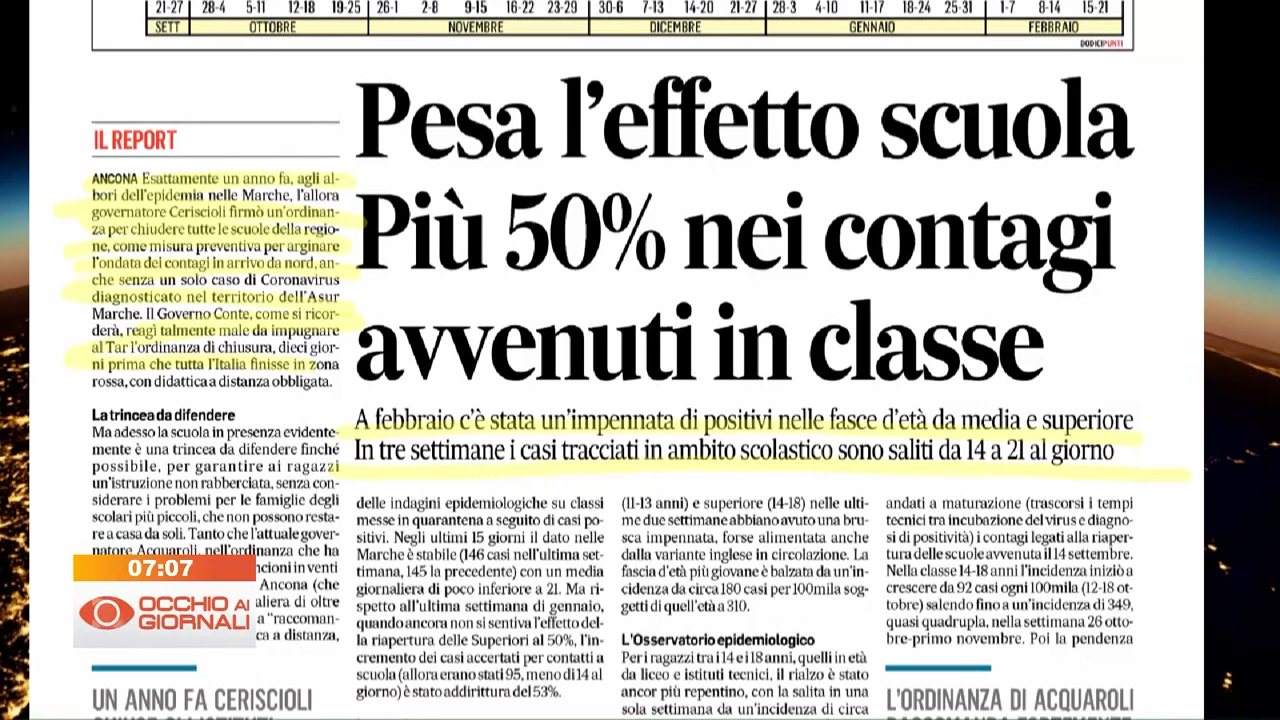 21-27 28-4 5-11 12-18 19-25 26-1 2-8 9-15 16-22 23-29 30-6 7-13 14-20 21-27 28-3 4-10 11-17 18-24 25-31 1-7 8-14 15-21
SETT OTTOBRE NOVEMBRE DICEMBRE GENNAIO FEBBRAIO
DODICIPUNTI
IL REPORT
Pesa l'effetto scuola
Più 50% nei contagi
avvenuti in classe
A febbraio c'è stata un'impennata di positivi nelle fasce d'età da media e superiore
In tre settimane i casi tracciati in ambito scolastico sono saliti da 14 a 21 al giorno
ANCONA Esattamente un anno fa, agli al-
bori dell'epidemia nelle Marche, l'allora
governatore Ceriscioli firmò un'ordinan-
za per chiudere tutte le scuole della regio-
ne, come misura preventiva per arginare
l'ondata dei contagi in arrivo da nord, an-
che senza un solo caso di Coronavirus
diagnosticato nel territorio dell'Asur
Marche. Il Governo Conte, come si ricor-
derà, reagì talmente male da impugnare
al Tar l'ordinanza di chiusura, dieci gior-
ni prima che tutta l'Italia finisse in zona
rossa, con didattica a distanza obbligata.
La trincea da difendere
Ma adesso la scuola in presenza evidente-
mente è una trincea da difendere finché
possibile, per garantire ai ragazzi
un'istruzione non rabberciata, senza con-
siderare i problemi per le famiglie degli
scolari più piccoli, che non possono resta-
re a casa da soli. Tanto che l'attuale gover-
natore Acquaroli, nell'ordinanza che ha
ncioni in venti
Ancona (che
aliera di oltre
a "raccoman-
ca a distanza,
07:07
OCCHIO AI
GIORNALI
UN ANNO FA CERISCIOLI
delle indagini epidemiologiche su classi
messe in quarantena a seguito di casi po-
sitivi. Negli ultimi 15 giorni il dato nelle
Marche è stabile (146 casi nell'ultima set-
timana, 145 la precedente) con un media
giornaliera di poco inferiore a 21. Ma ri-
spetto all'ultima settimana di gennaio,
quando ancora non si sentiva l'effetto del-
la riapertura delle Superiori al 50%, l'in-
cremento dei casi accertati per contatti a
scuola (allora erano stati 95, meno di 14 al
giorno) è stato addirittura del 53%.
(11-13 anni) e superiore (14-18) nelle ulti-
me due settimane abbiano avuto una bru-
sca impennata, forse alimentata anche
dalla variante inglese in circolazione. La
fascia d'età più giovane è balzata da un'in-
cidenza da circa 180 casi per 100mila sog-
getti di quell'età a 310.
L'Osservatorio epidemiologico
Per i ragazzi tra i 14 e i 18 anni, quelli in età
da liceo e istituti tecnici, il rialzo è stato
ancor più repentino, con la salita in una
sola settimana da un'incidenza di circa
andati a maturazione (trascorsi i tempi
tecnici tra incubazione del virus e diagno-
si di positività) i contagi legati alla riaper-
tura delle scuole avvenuta il 14 settembre.
Nella classe 14-18 anni l'incidenza iniziò a
crescere da 92 casi ogni 100mila (12-18 ot-
tobre) salendo fino a un'incidenza di 349,
quasi quadrupla, nella settimana 26 otto-
bre-primo novembre. Poi la pendenza
L'ORDINANZA DI ACQUAROLI